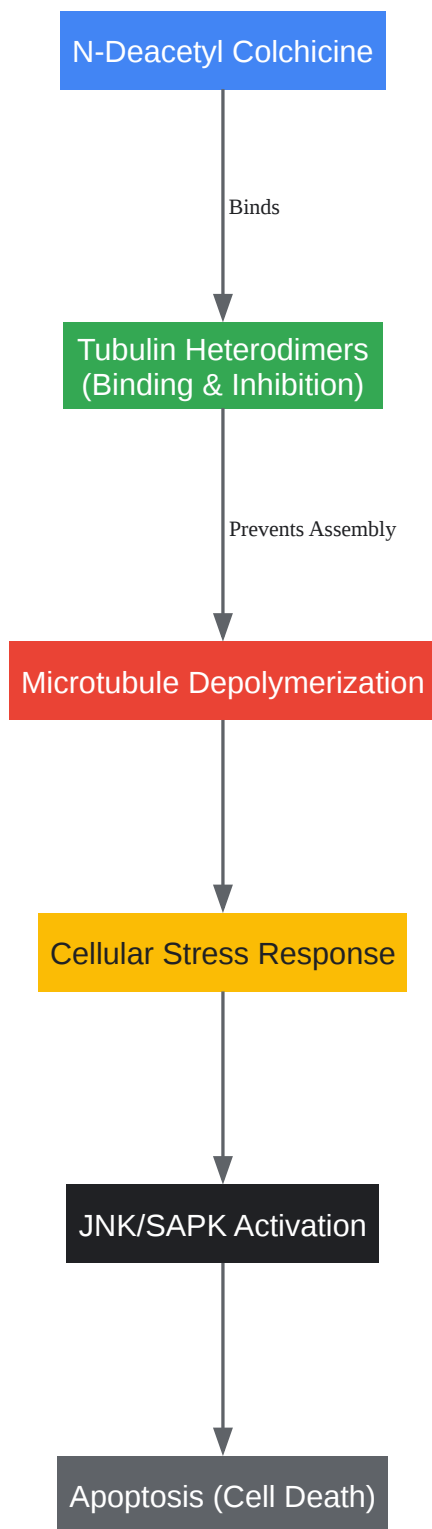 N-Deacetyl Colchicine
Binds
Tubulin Heterodimers
(Binding & Inhibition)
Prevents Assembly
Microtubule Depolymerization
Cellular Stress Response
JNK/SAPK Activation
Apoptosis (Cell Death)